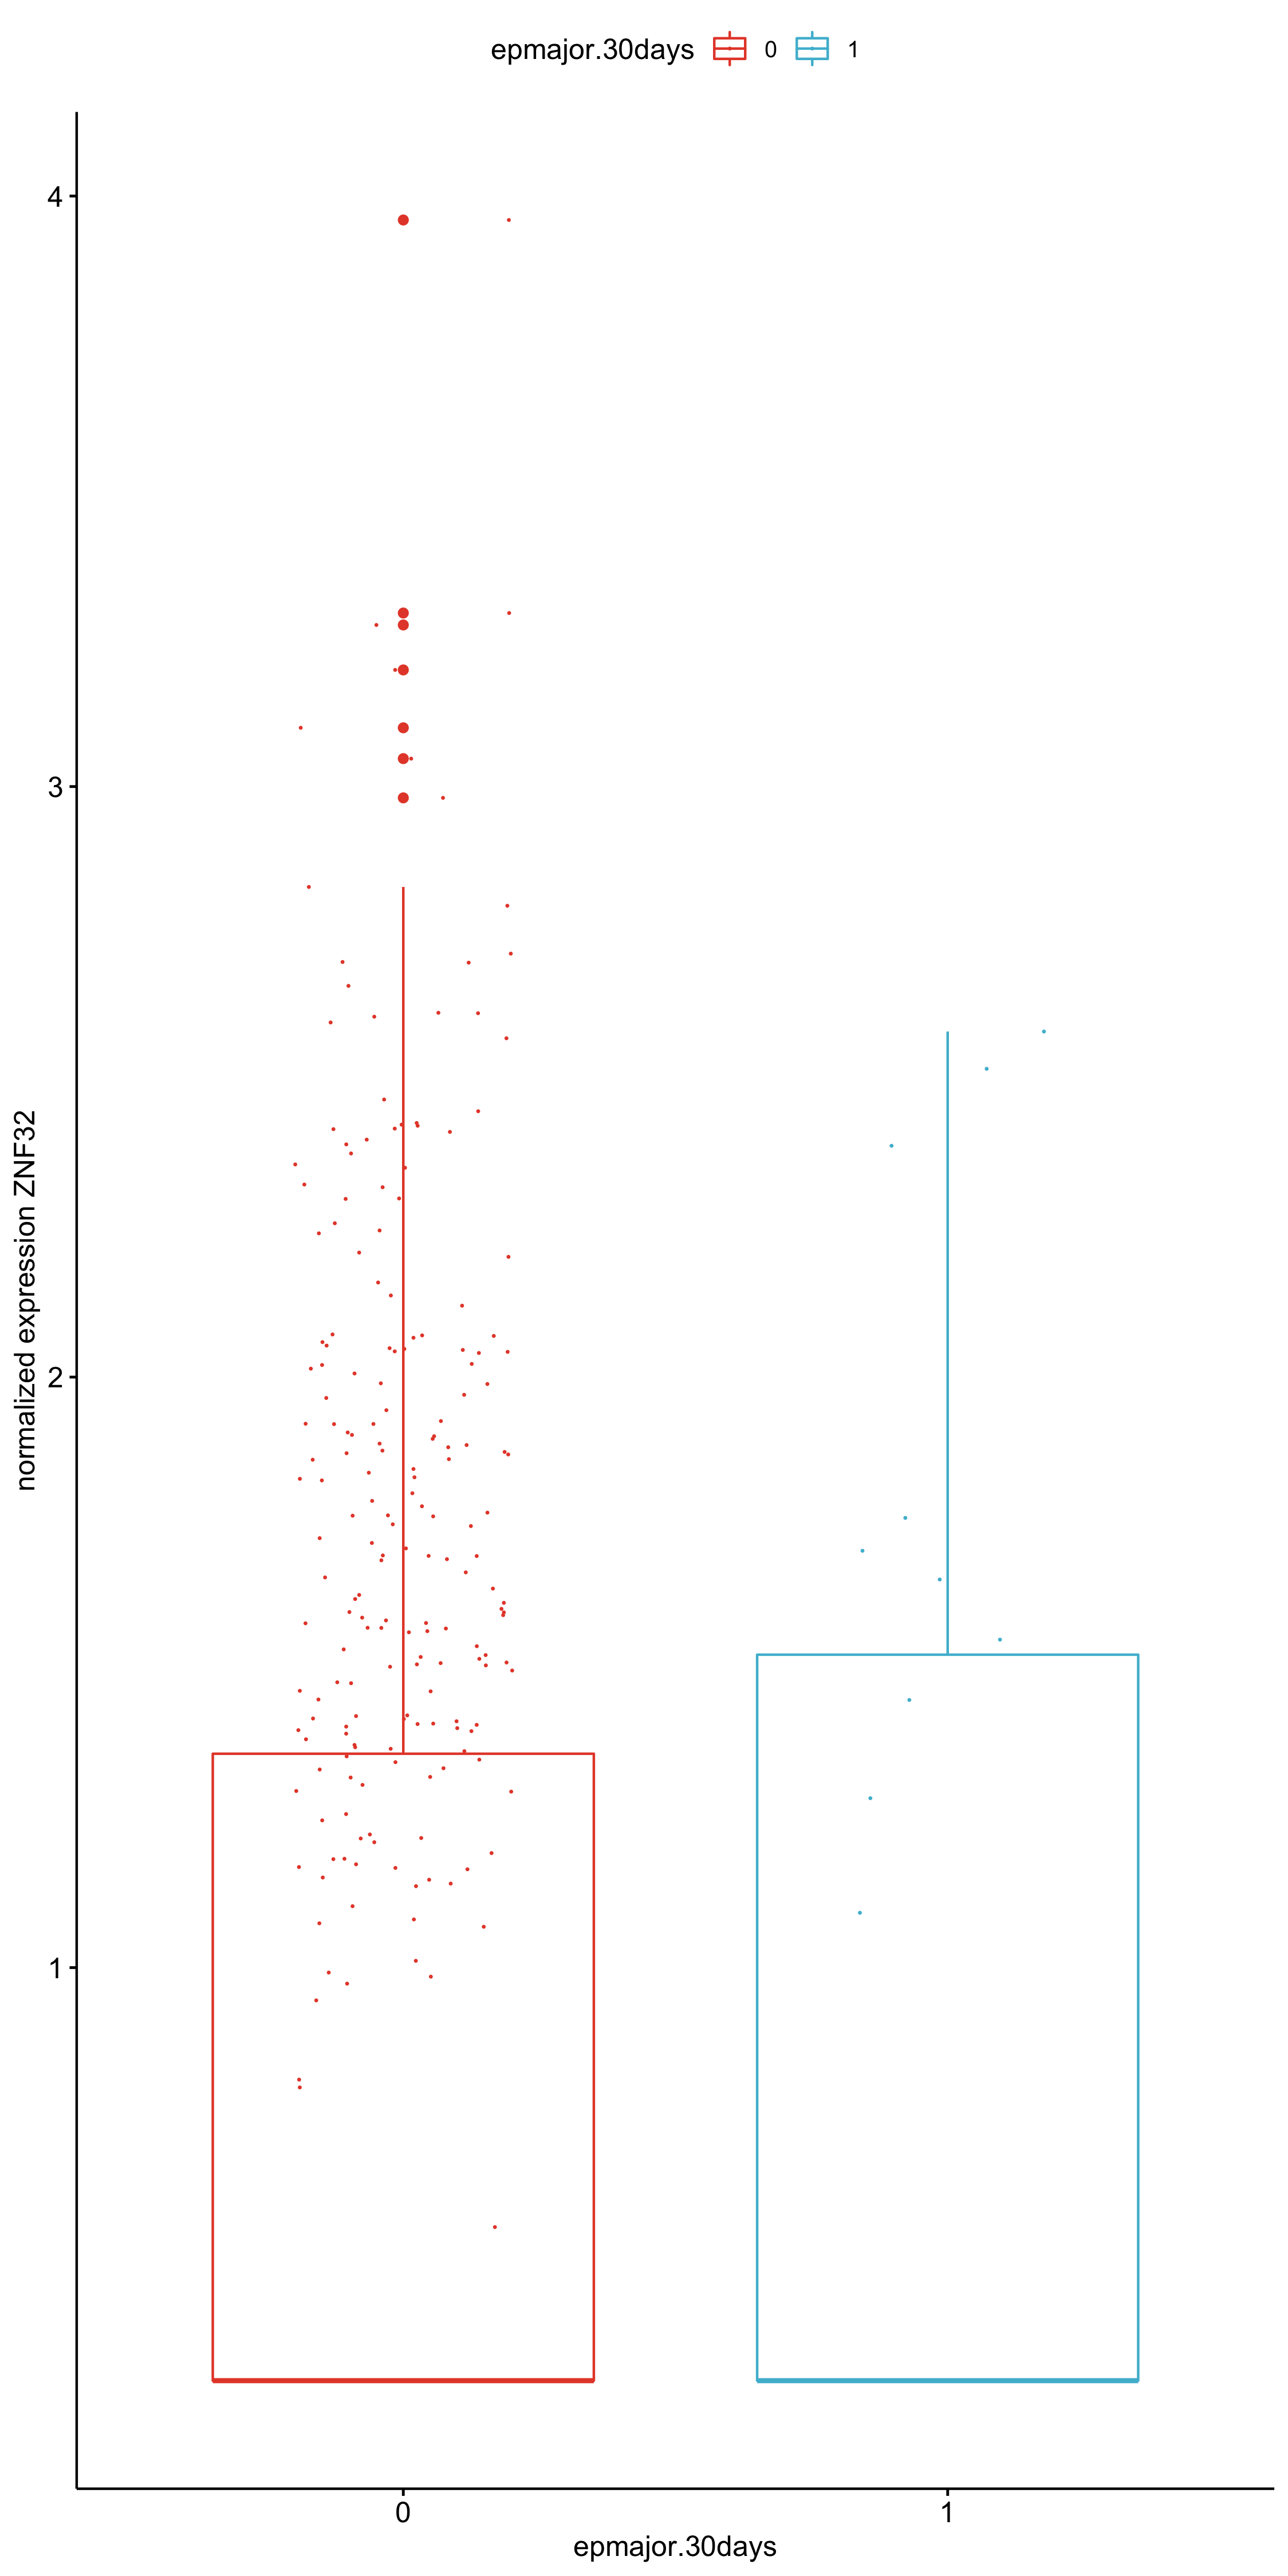 epmajor.30days 0 1
4
3
2
1
normalized expression ZNF32
0 1
epmajor.30days